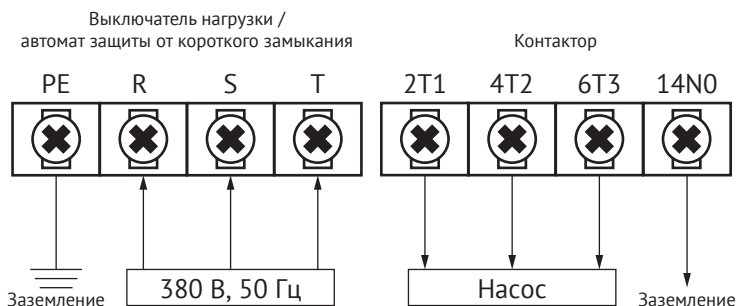 Выключатель нагрузки /
автомат защиты от короткого замыкания
Контактор
PE R S T
2T1 4T2 6T3 14N0
Заземление
380 В, 50 Гц
Насос
Заземление